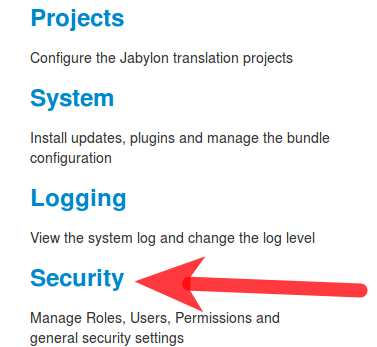 Projects
Configure the Jabylon translation projects
System
Install updates, plugins and manage the bundle
configuration
Logging
View the system log and change the log level
Security
Manage Roles, Users, Permissions and
general security settings